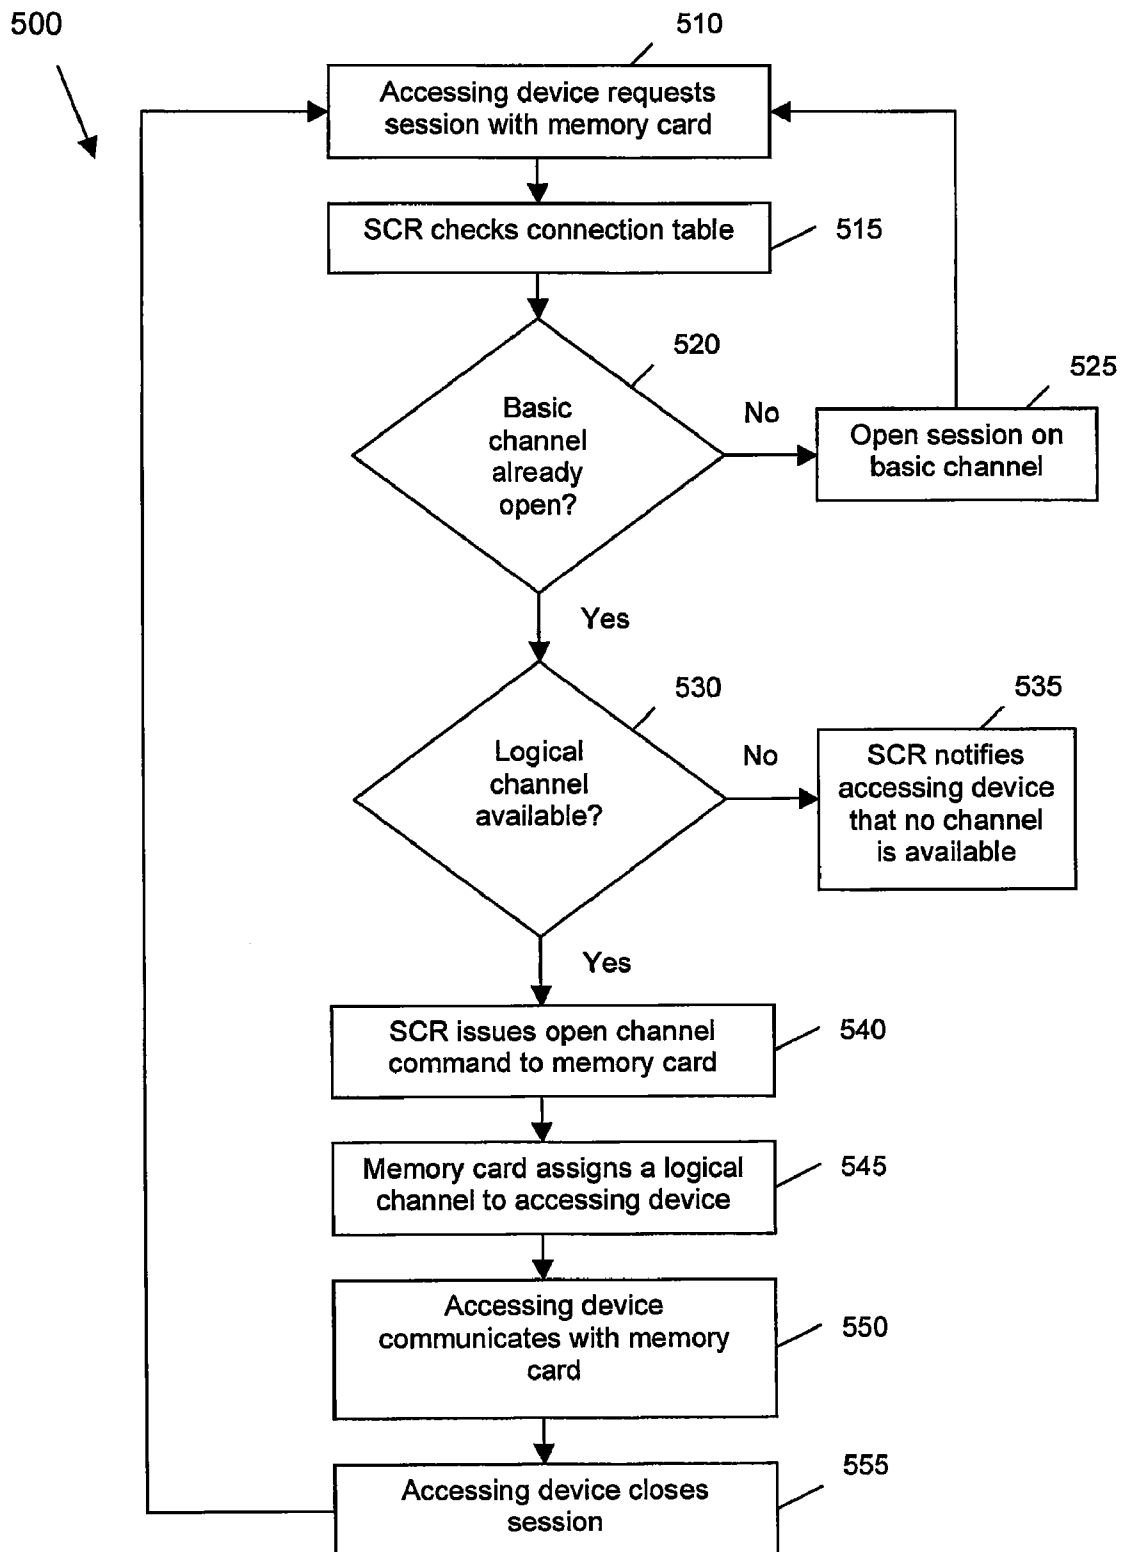 500
510
Accessing device requests
session with memory card
SCR checks connection table
515
520
Basic
channel
already
open?
No
525
Open session on
basic channel
Yes
530
Logical
channel
available?
No
535
SCR notifies
accessing device
that no channel
is available
Yes
SCR issues open channel
command to memory card
540
Memory card assigns a logical
channel to accessing device
545
Accessing device
communicates with memory
card
550
Accessing device closes
session
555